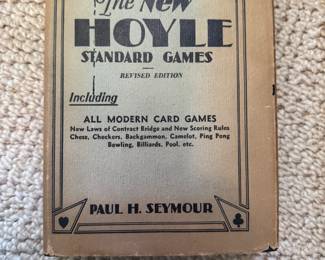 The New
HOYLE
STANDARD GAMES
REVISED EDITION
Including
ALL MODERN CARD GAMES
New Laws of Contract Bridge and New Scoring Rules
Chess, Checkers, Backgammon, Camelot, Ping Pong
Bowling, Billiards, Pool, etc.
PAUL H. SEYMOUR